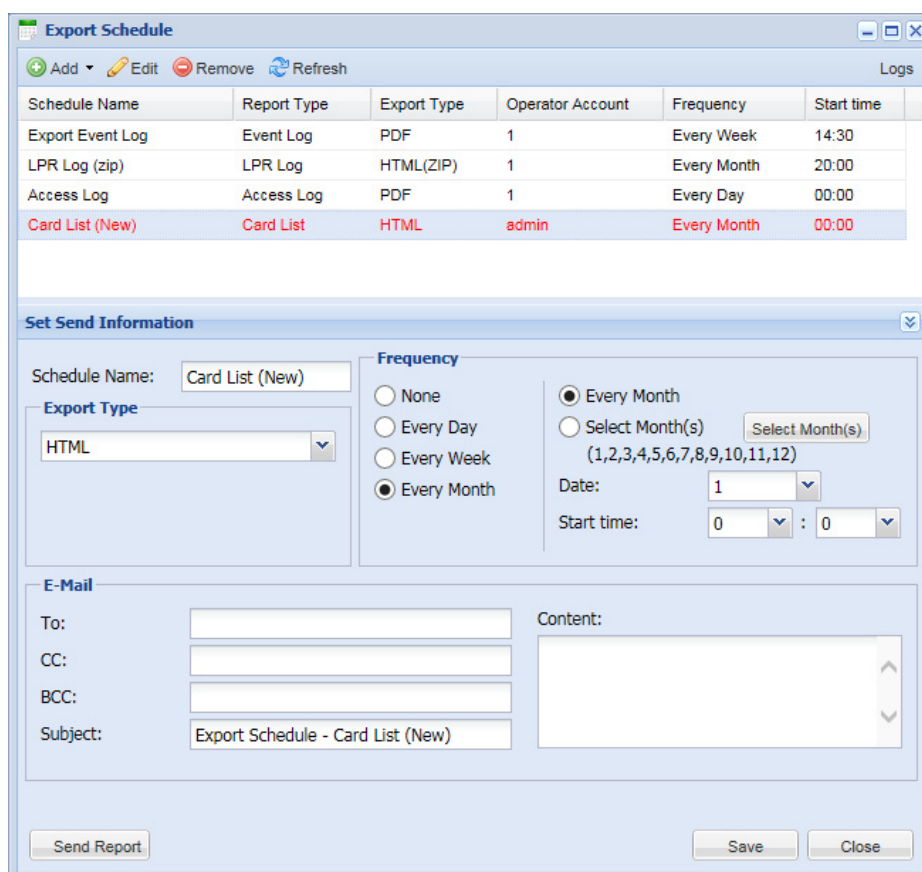 Export Schedule
Add Edit Remove Refresh Logs
Schedule Name Report Type Export Type Operator Account Frequency Start time
Export Event Log Event Log PDF 1 Every Week 14:30
LPR Log (zip) LPR Log HTML(ZIP) 1 Every Month 20:00
Access Log Access Log PDF 1 Every Day 00:00
Card List (New) Card List HTML admin Every Month 00:00
Set Send Information
Schedule Name: Card List (New)
Export Type
HTML
Frequency
None
Every Day
Every Week
Every Month
Every Month
Select Month(s) Select Month(s)
(1,2,3,4,5,6,7,8,9,10,11,12)
Date: 1
Start time: 0 : 0
E-Mail
To:
CC:
BCC:
Subject: Export Schedule - Card List (New)
Content:
Send Report Save Close